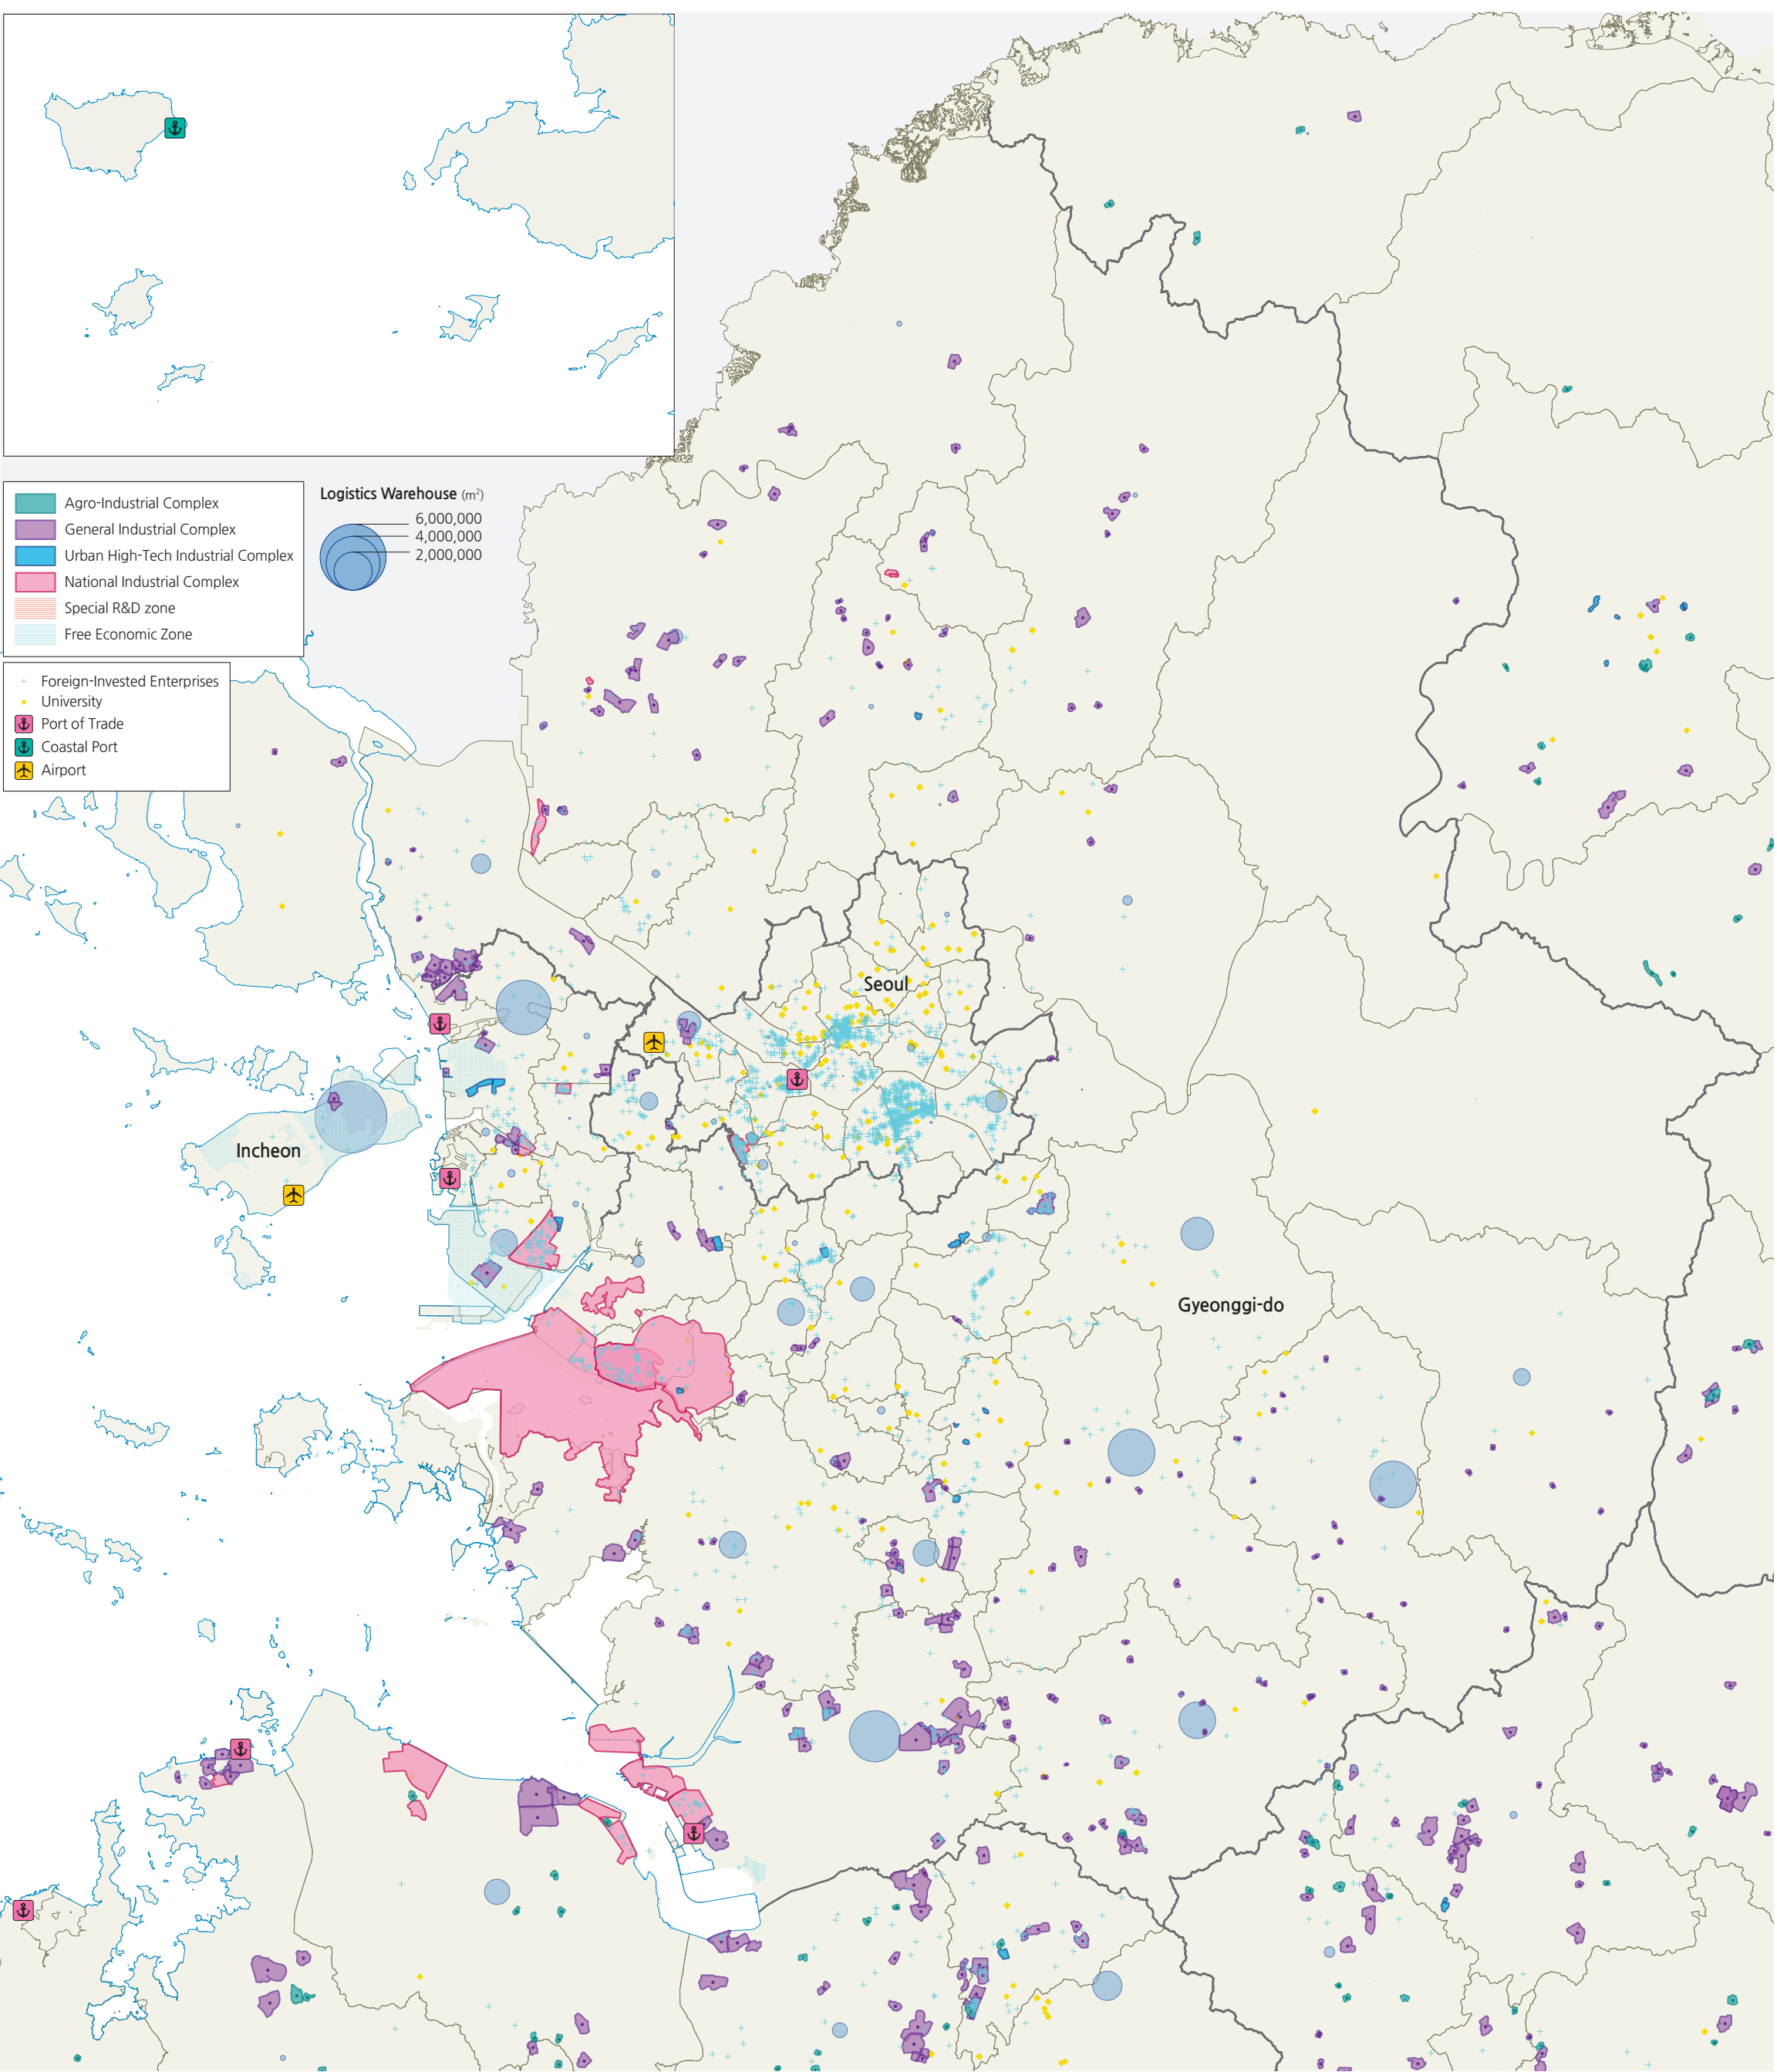 Agro-Industrial Complex
General Industrial Complex
Urban High-Tech Industrial Complex
National Industrial Complex
Special R&D zone
Free Economic Zone
Logistics Warehouse (m²)
6,000,000
4,000,000
2,000,000
Foreign-Invested Enterprises
University
Port of Trade
Coastal Port
Airport
Seoul
Incheon
Gyeonggi-do